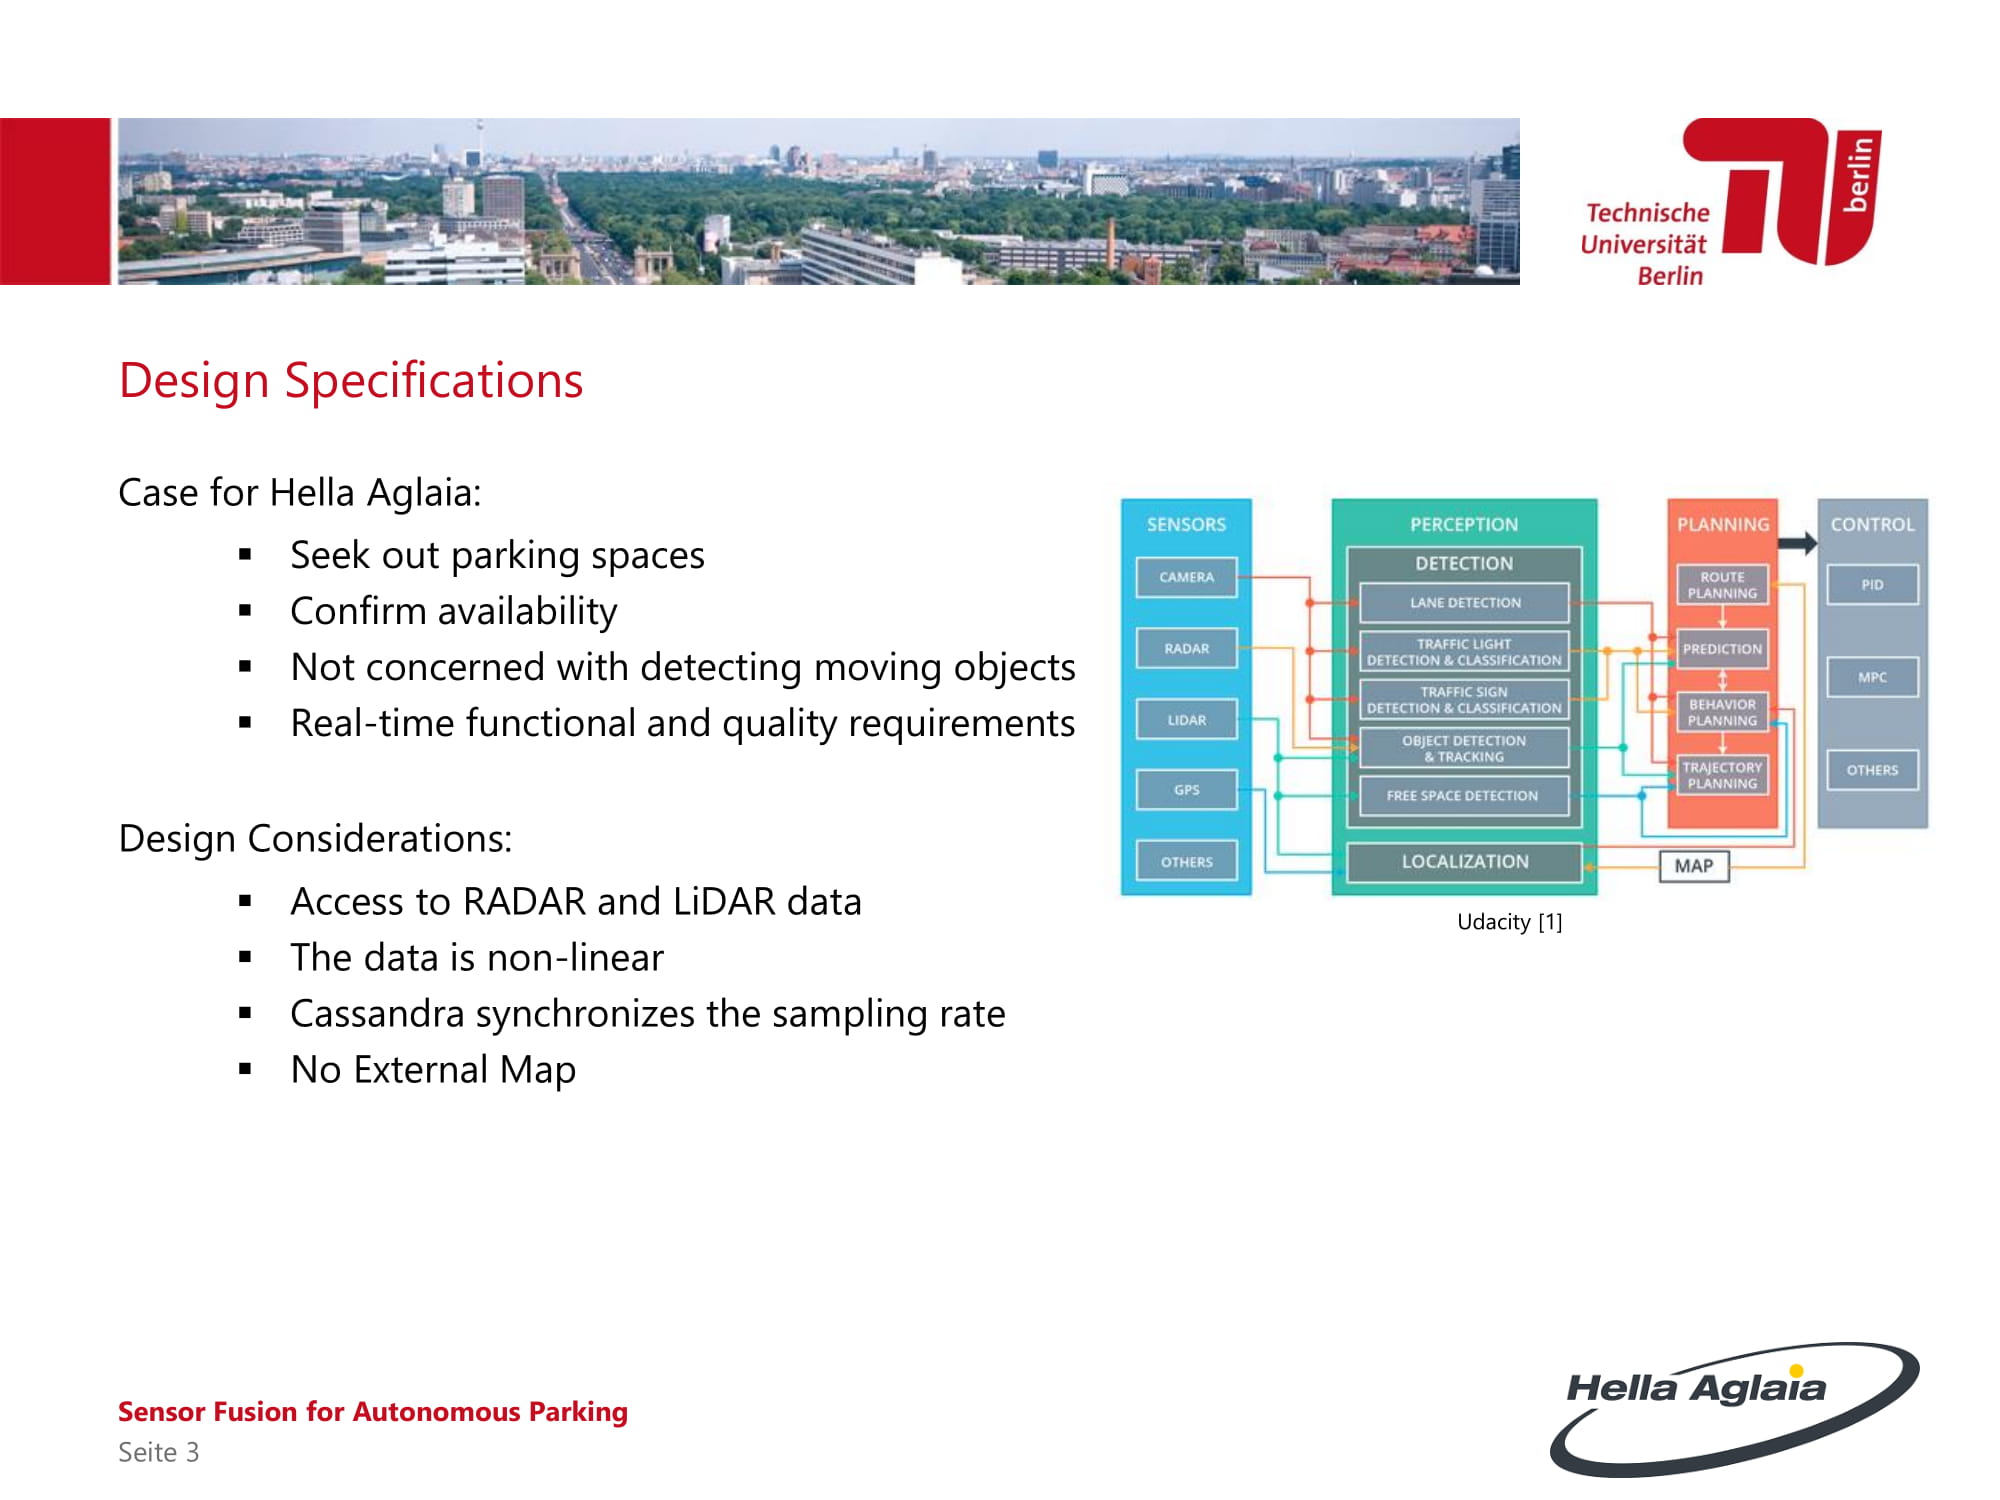 Technische
Universität
Berlin
berlin
Design Specifications
Case for Hella Aglaia:
▪ Seek out parking spaces
▪ Confirm availability
▪ Not concerned with detecting moving objects
▪ Real-time functional and quality requirements
Design Considerations:
▪ Access to RADAR and LiDAR data
▪ The data is non-linear
▪ Cassandra synchronizes the sampling rate
▪ No External Map
SENSORS
CAMERA
RADAR
LIDAR
GPS
OTHERS
PERCEPTION
DETECTION
LANE DETECTION
TRAFFIC LIGHT
DETECTION & CLASSIFICATION
TRAFFIC SIGN
DETECTION & CLASSIFICATION
OBJECT DETECTION
& TRACKING
FREE SPACE DETECTION
LOCALIZATION
PLANNING
ROUTE
PLANNING
PREDICTION
BEHAVIOR
PLANNING
TRAJECTORY
PLANNING
MAP
CONTROL
PID
MPC
OTHERS
Udacity [1]
Sensor Fusion for Autonomous Parking
Seite 3
Hella Aglaia